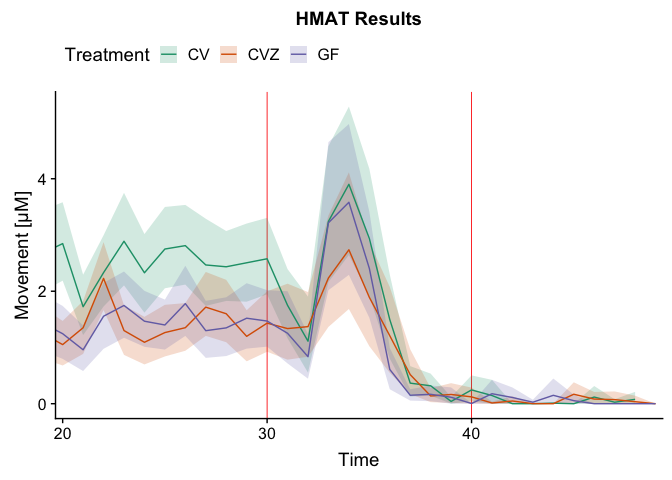 HMAT Results
Treatment CV CVZ GF
Movement [µM]
4
2
0
20 30 40
Time